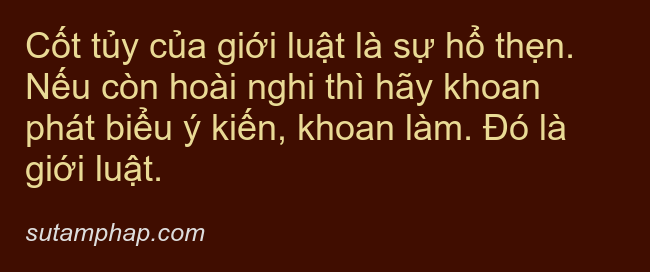 Cốt tủy của giới luật là sự hổ thẹn.
Nếu còn hoài nghi thì hãy khoan
phát biểu ý kiến, khoan làm. Đó là
giới luật.
sutamphap.com